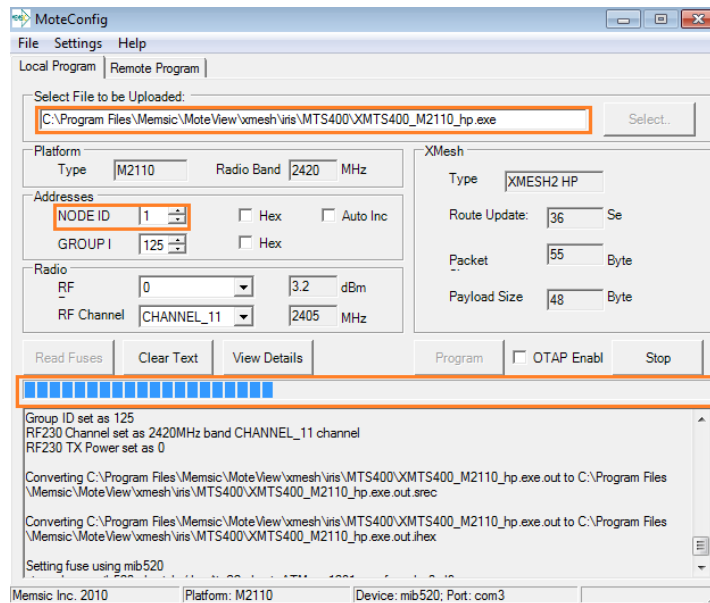 MoteConfig
File Settings Help
Local Program Remote Program
Select File to be Uploaded:
C:\Program Files\Memsic\MoteView\xmesh\iris\MTS400\XMTS400_M2110_hp.exe Select..
Platform
Type M2110 Radio Band 2420 MHz
Addresses
NODE ID 1 Hex Auto Inc
GROUP I 125 Hex
Radio
RF 0 3.2 dBm
RF Channel CHANNEL_11 2405 MHz
XMesh
Type XMESH2 HP
Route Update: 36 Se
Packet 55 Byte
Payload Size 48 Byte
Read Fuses Clear Text View Details Program OTAP Enabl Stop
Group ID set as 125
RF230 Channel set as 2420MHz band CHANNEL_11 channel
RF230 TX Power set as 0
Converting C:\Program Files\Memsic\MoteView\xmesh\iris\MTS400\XMTS400_M2110_hp.exe.out to C:\Program Files
\Memsic\MoteView\xmesh\iris\MTS400\XMTS400_M2110_hp.exe.out.srec
Converting C:\Program Files\Memsic\MoteView\xmesh\iris\MTS400\XMTS400_M2110_hp.exe.out to C:\Program Files
\Memsic\MoteView\xmesh\iris\MTS400\XMTS400_M2110_hp.exe.out.ihex
Setting fuse using mib520
Memsic Inc. 2010 Platform: M2110 Device: mib520; Port: com3